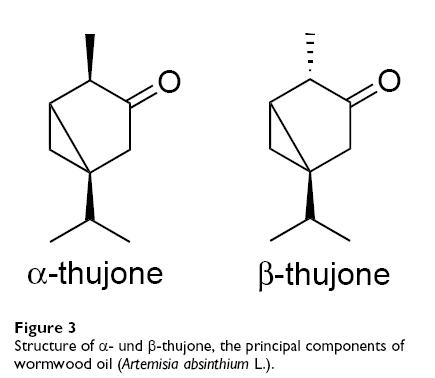 O
O
α-thujone
β-thujone
Figure 3
Structure of α- und β-thujone, the principal components of
wormwood oil (Artemisia absinthium L.).